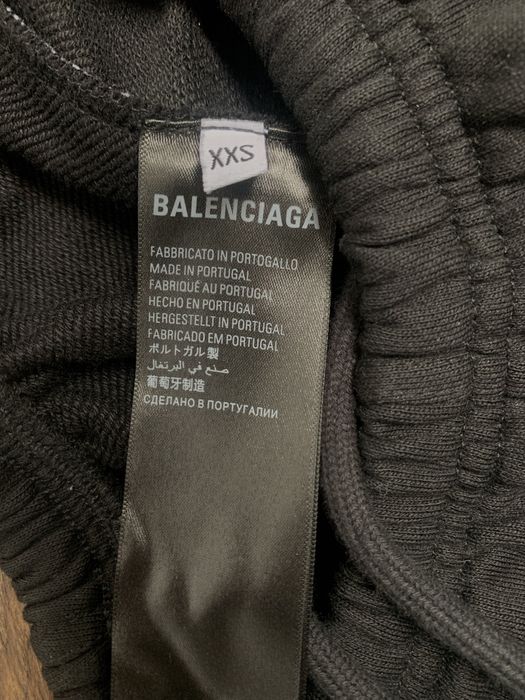 XXS
BALENCIAGA
FABBRICATO IN PORTOGALLO
MADE IN PORTUGAL
FABRIQUÉ AU PORTUGAL
HECHO EN PORTUGAL
HERGESTELLT IN PORTUGAL
FABRICADO EM PORTUGAL
ポルトガル製
صنع في البرتغال
葡萄牙制造
СДЕЛАНО В ПОРТУГАЛИИ